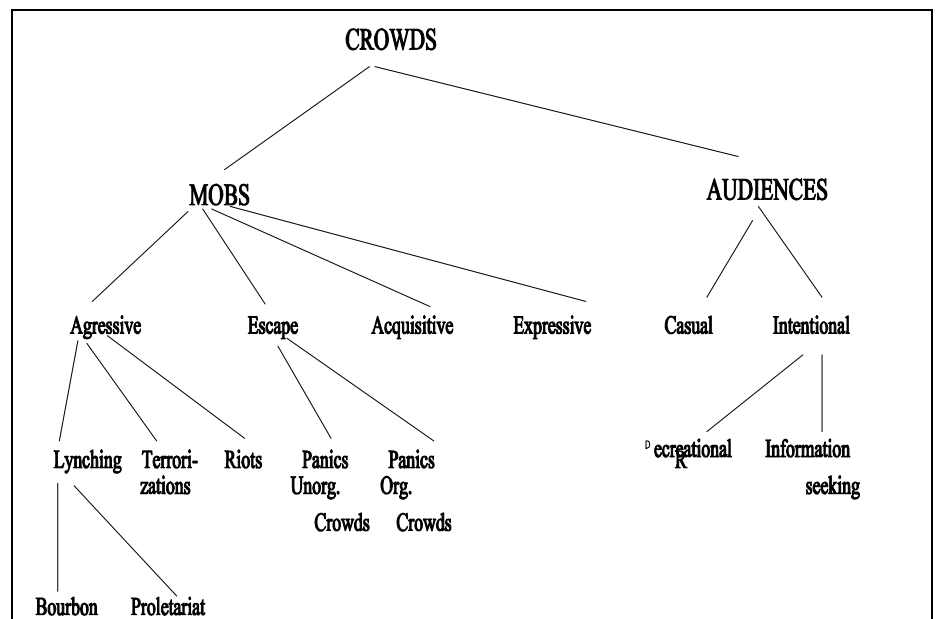 CROWDS
MOBS
AUDIENCES
Agressive
Escape
Acquisitive
Expressive
Casual
Intentional
Lynching
Terrori-
zations
Riots
Panics
Unorg.
Crowds
Panics
Org.
Crowds
D ecreational
R
Information
seeking
Bourbon
Proletariat